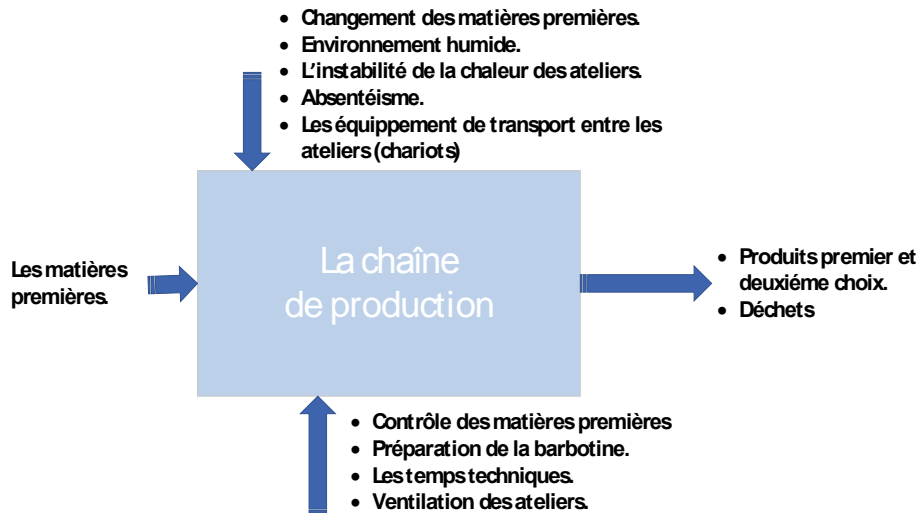 • Changement des matières premières.
• Environnement humide.
• L'instabilité de la chaleur des ateliers.
• Absentéisme.
• Les équippement de transport entre les
ateliers (chariots)
Les matières
premières.
La chaîne
de production
• Produits premier et
deuxiéme choix.
• Déchets
• Contrôle des matières premières
• Préparation de la barbotine.
• Les temps techniques.
• Ventilation des ateliers.